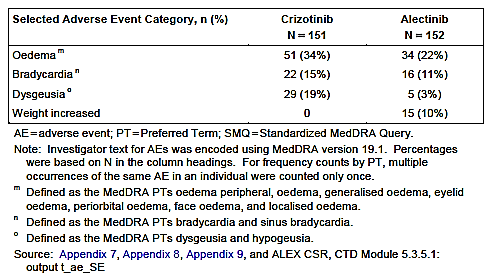 Selected Adverse Event Category, n (%) Crizotinib Alectinib
N = 151 N = 152
Oedema m 51 (34%) 34 (22%)
Bradycardia n 22 (15%) 16 (11%)
Dysgeusia o 29 (19%) 5 (3%)
Weight increased 0 15 (10%)
AE = adverse event; PT = Preferred Term; SMQ = Standardized MedDRA Query.
Note: Investigator text for AEs was encoded using MedDRA version 19.1. Percentages
were based on N in the column headings. For frequency counts by PT, multiple
occurrences of the same AE in an individual were counted only once.
m Defined as the MedDRA PTs oedema peripheral, oedema, generalised oedema, eyelid
oedema, periorbital oedema, face oedema, and localised oedema.
n Defined as the MedDRA PTs bradycardia and sinus bradycardia.
o Defined as the MedDRA PTs dysgeusia and hypogeusia.
Source: Appendix 7, Appendix 8, Appendix 9, and ALEX CSR, CTD Module 5.3.5.1:
output t_ae_SE